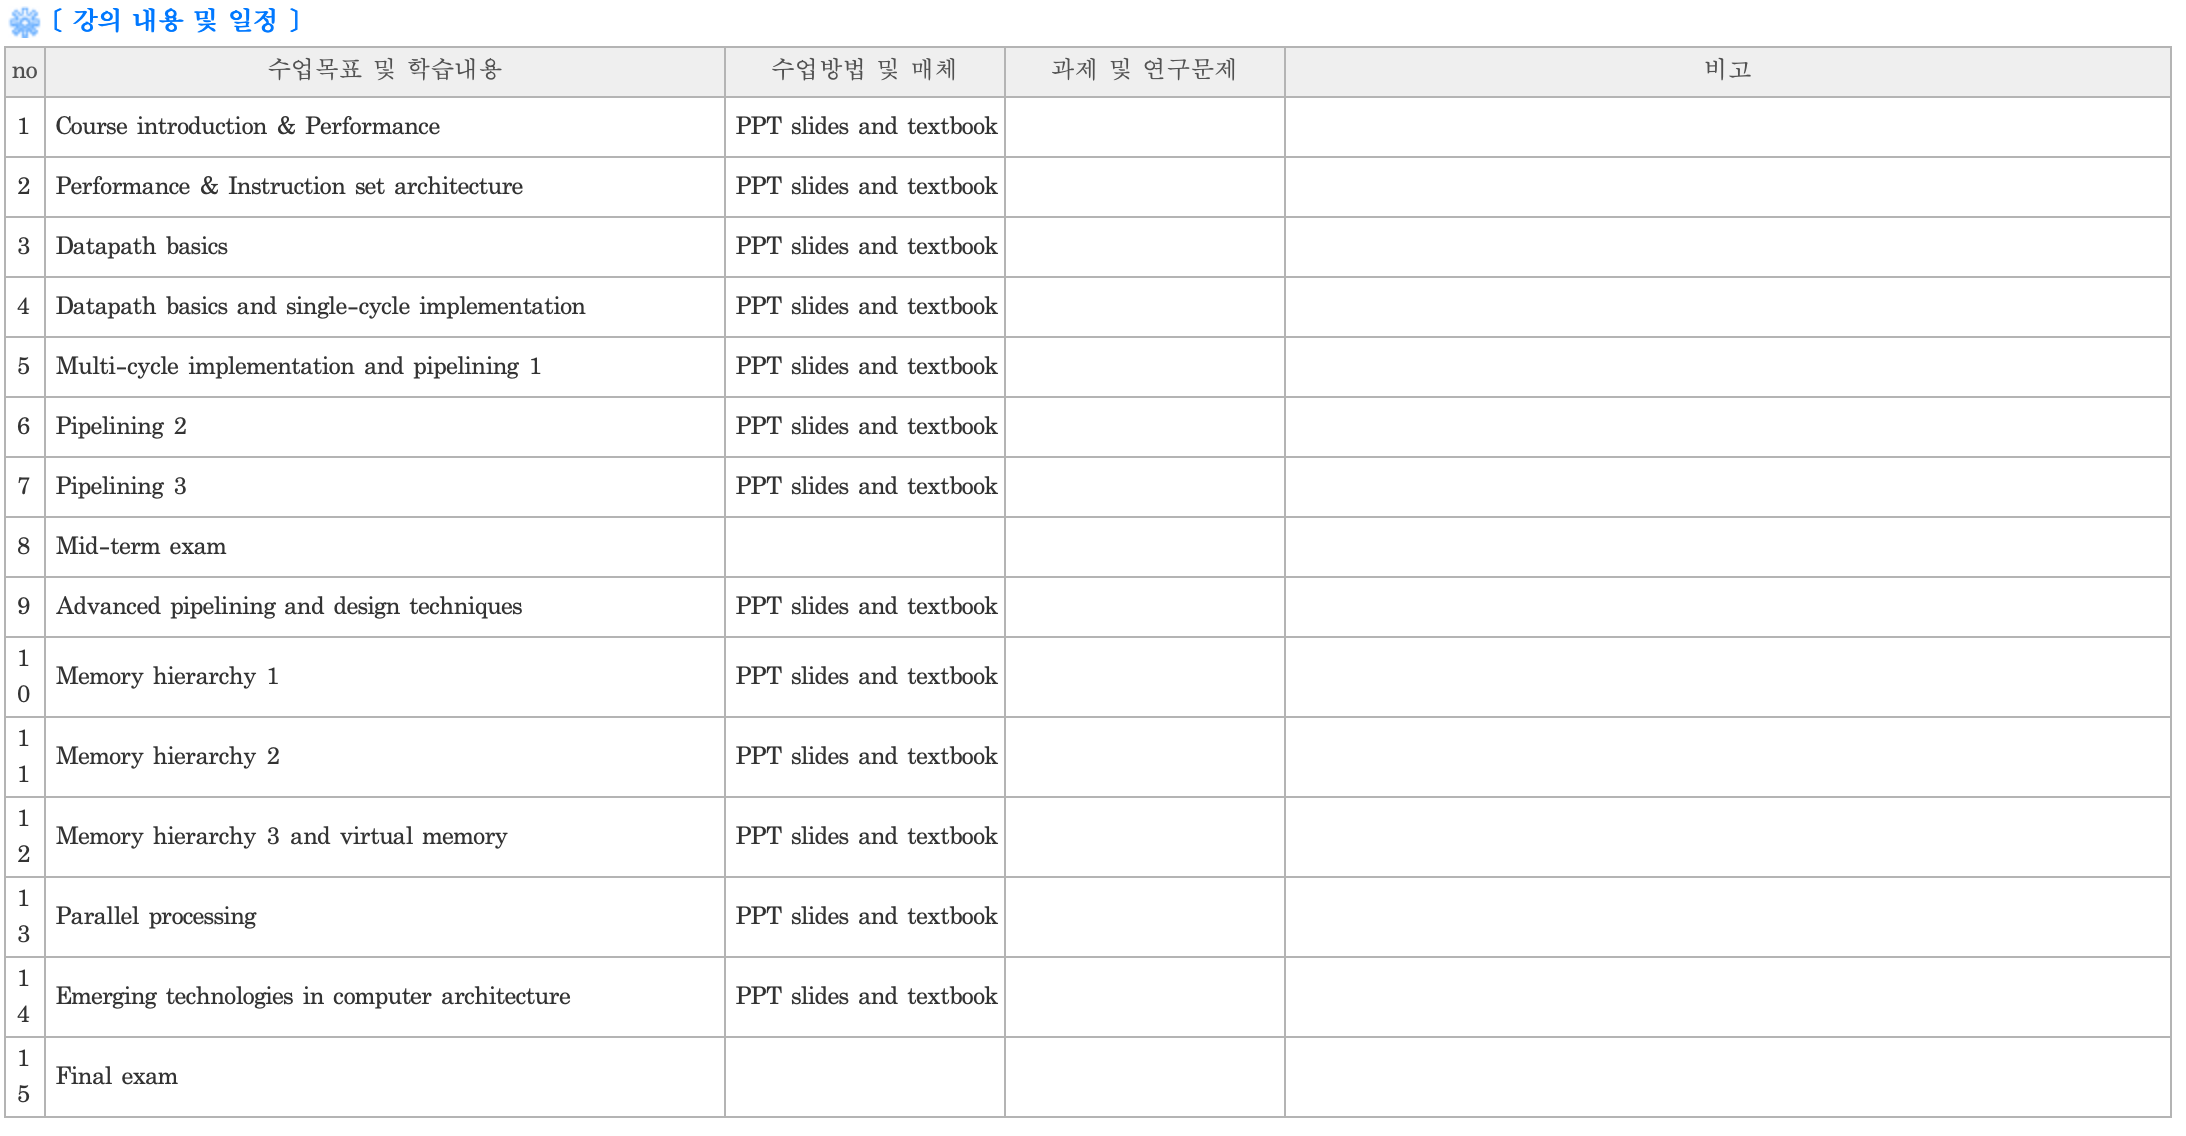 [ 강의 내용 및 일정 ]
no 수업목표 및 학습내용 수업방법 및 매체 과제 및 연구문제 비고
1 Course introduction & Performance PPT slides and textbook
2 Performance & Instruction set architecture PPT slides and textbook
3 Datapath basics PPT slides and textbook
4 Datapath basics and single-cycle implementation PPT slides and textbook
5 Multi-cycle implementation and pipelining 1 PPT slides and textbook
6 Pipelining 2 PPT slides and textbook
7 Pipelining 3 PPT slides and textbook
8 Mid-term exam
9 Advanced pipelining and design techniques PPT slides and textbook
10 Memory hierarchy 1 PPT slides and textbook
11 Memory hierarchy 2 PPT slides and textbook
12 Memory hierarchy 3 and virtual memory PPT slides and textbook
13 Parallel processing PPT slides and textbook
14 Emerging technologies in computer architecture PPT slides and textbook
15 Final exam